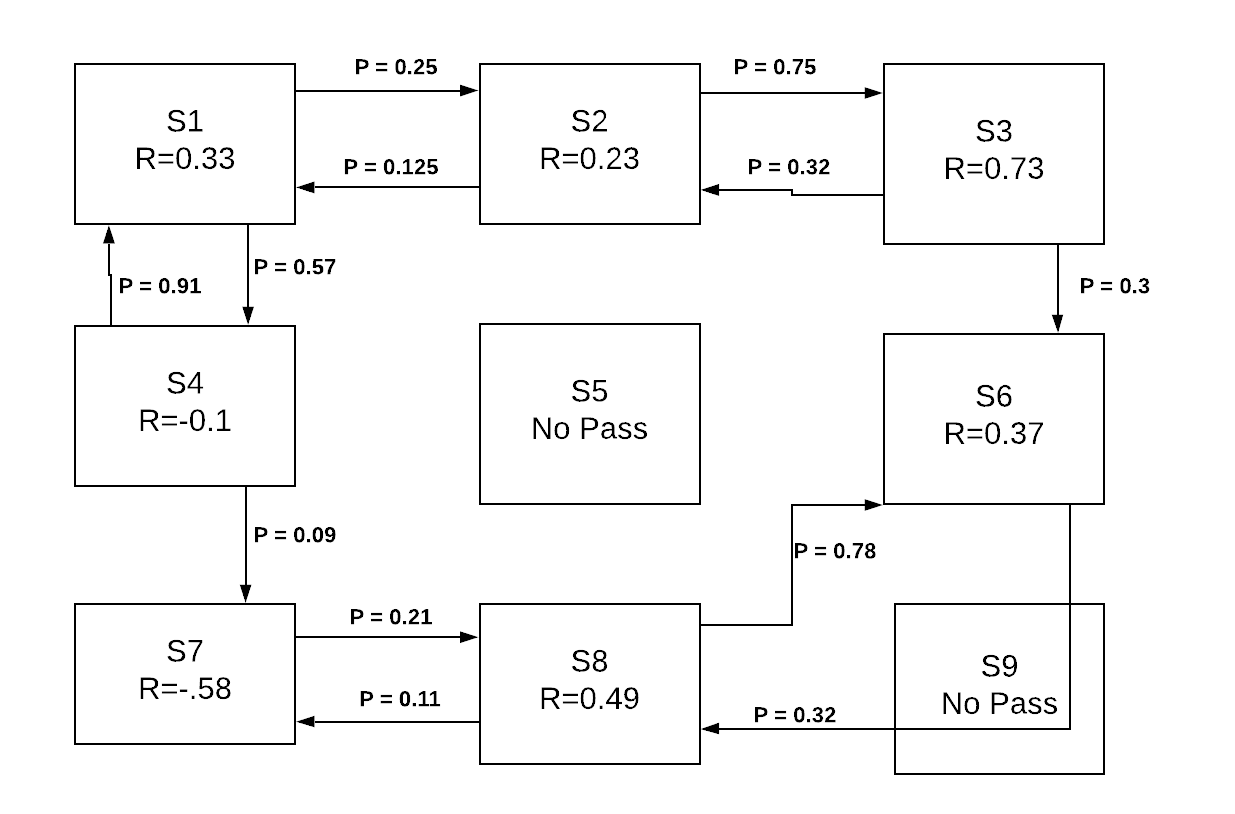 P = 0.25
P = 0.75
S1
R=0.33
S2
R=0.23
S3
R=0.73
P = 0.125
P = 0.32
P = 0.91
P = 0.57
P = 0.3
S4
R=-0.1
S5
No Pass
S6
R=0.37
P = 0.09
P = 0.78
P = 0.21
S7
R=-.58
S8
R=0.49
S9
No Pass
P = 0.11
P = 0.32